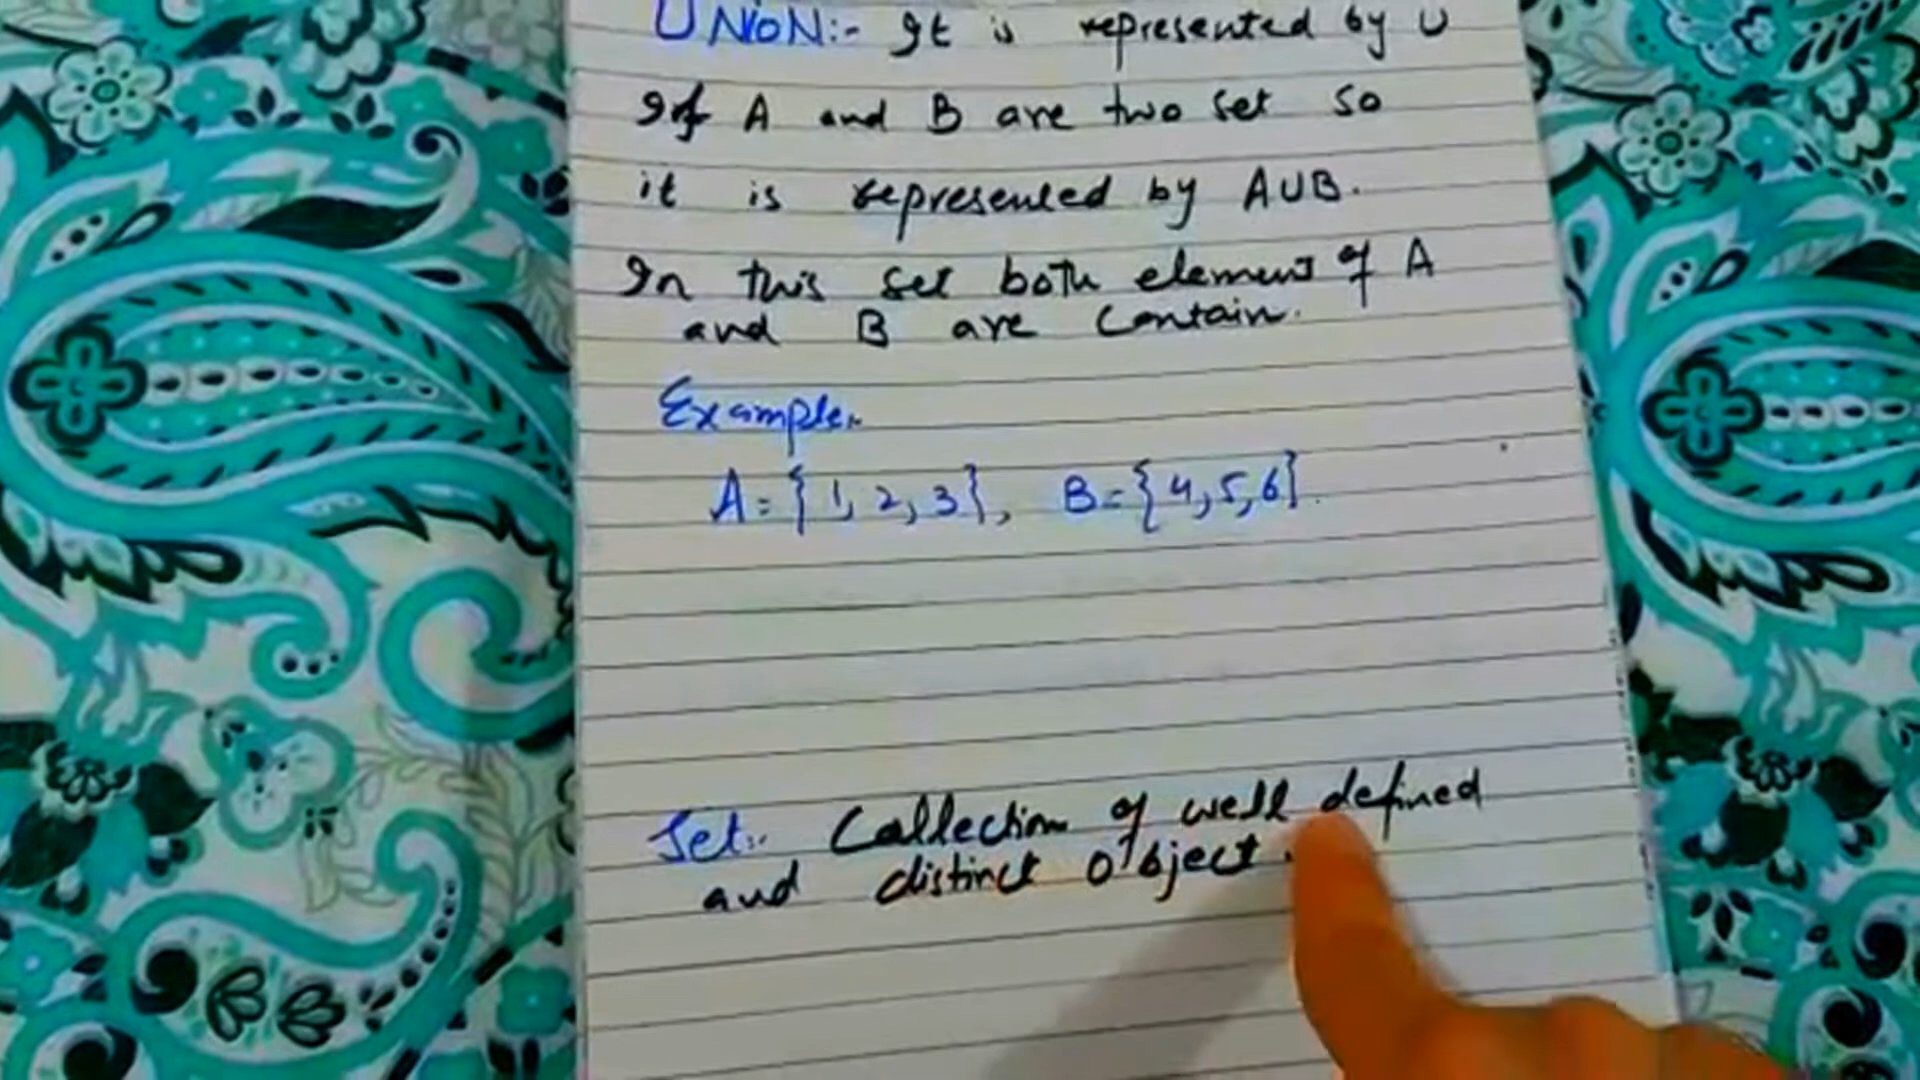 UNiON:- It is represented by U
If A and B are two set so
it is represented by AUB.
In this set both element of A
and B are Contain.
Example:-
A = { 1, 2, 3 }, B = { 4, 5, 6 }.
Set:- Collection of well defined
and distinct object.